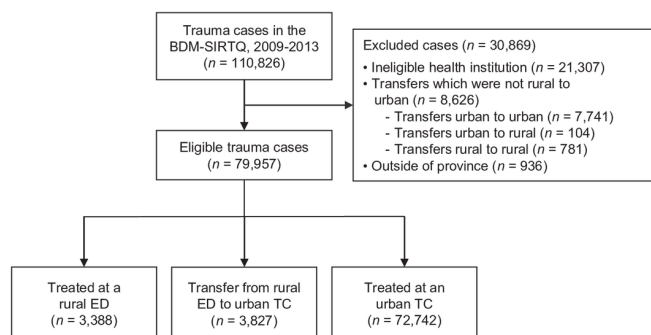 Trauma cases in the
BDM-SIRTQ, 2009-2013
(n = 110,826)
Excluded cases (n = 30,869)
• Ineligible health institution (n = 21,307)
• Transfers which were not rural to
urban (n = 8,626)
- Transfers urban to urban (n = 7,741)
- Transfers urban to rural (n = 104)
- Transfers rural to rural (n = 781)
• Outside of province (n = 936)
Eligible trauma cases
(n = 79,957)
Treated at a
rural ED
(n = 3,388)
Transfer from rural
ED to urban TC
(n = 3,827)
Treated at an
urban TC
(n = 72,742)